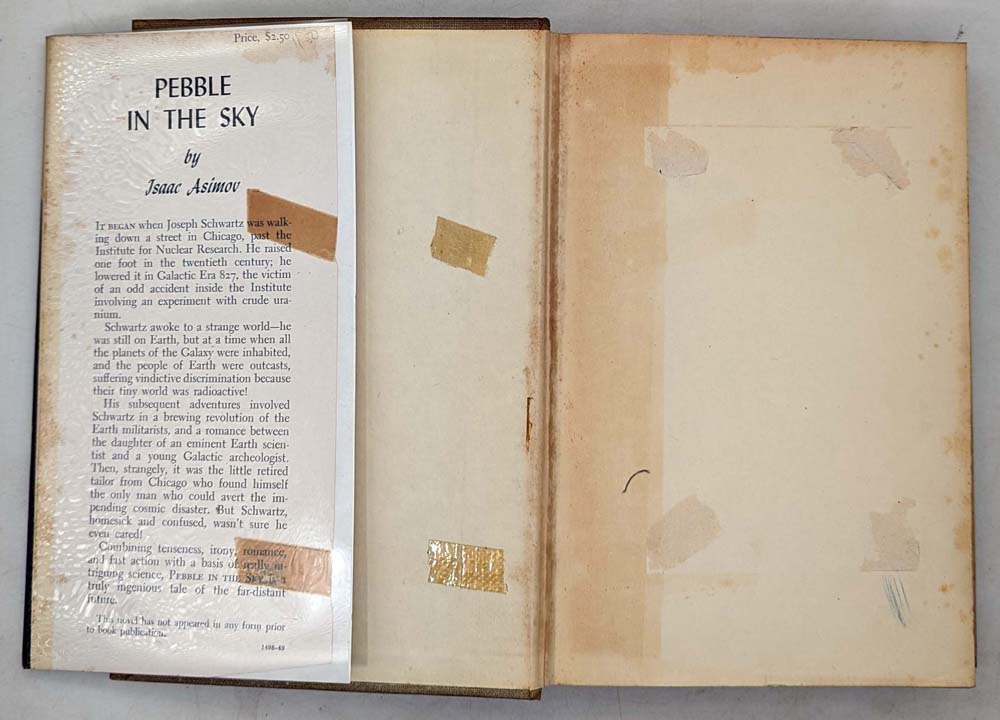 Price, $2.50
PEBBLE
IN THE SKY
by
Isaac Asimov
IT BEGAN when Joseph Schwartz was walk-
ing down a street in Chicago, past the
Institute for Nuclear Research. He raised
one foot in the twentieth century; he
lowered it in Galactic Era 827, the victim
of an odd accident inside the Institute
involving an experiment with crude ura-
nium.
Schwartz awoke to a strange world—he
was still on Earth, but at a time when all
the planets of the Galaxy were inhabited,
and the people of Earth were outcasts,
suffering vindictive discrimination because
their tiny world was radioactive!
His subsequent adventures involved
Schwartz in a brewing revolution of the
Earth militarists, and a romance between
the daughter of an eminent Earth scien-
tist and a young Galactic archeologist.
Then, strangely, it was the little retired
tailor from Chicago who found himself
the only man who could avert the im-
pending cosmic disaster. But Schwartz,
homesick and confused, wasn't sure he
even cared!
Combining tenseness, irony, romance,
and fast action with a basis of really in-
triguing science, PEBBLE IN THE SKY is a
truly ingenious tale of the far-distant
future.
This novel has not appeared in any form prior
to book publication.
1498-49